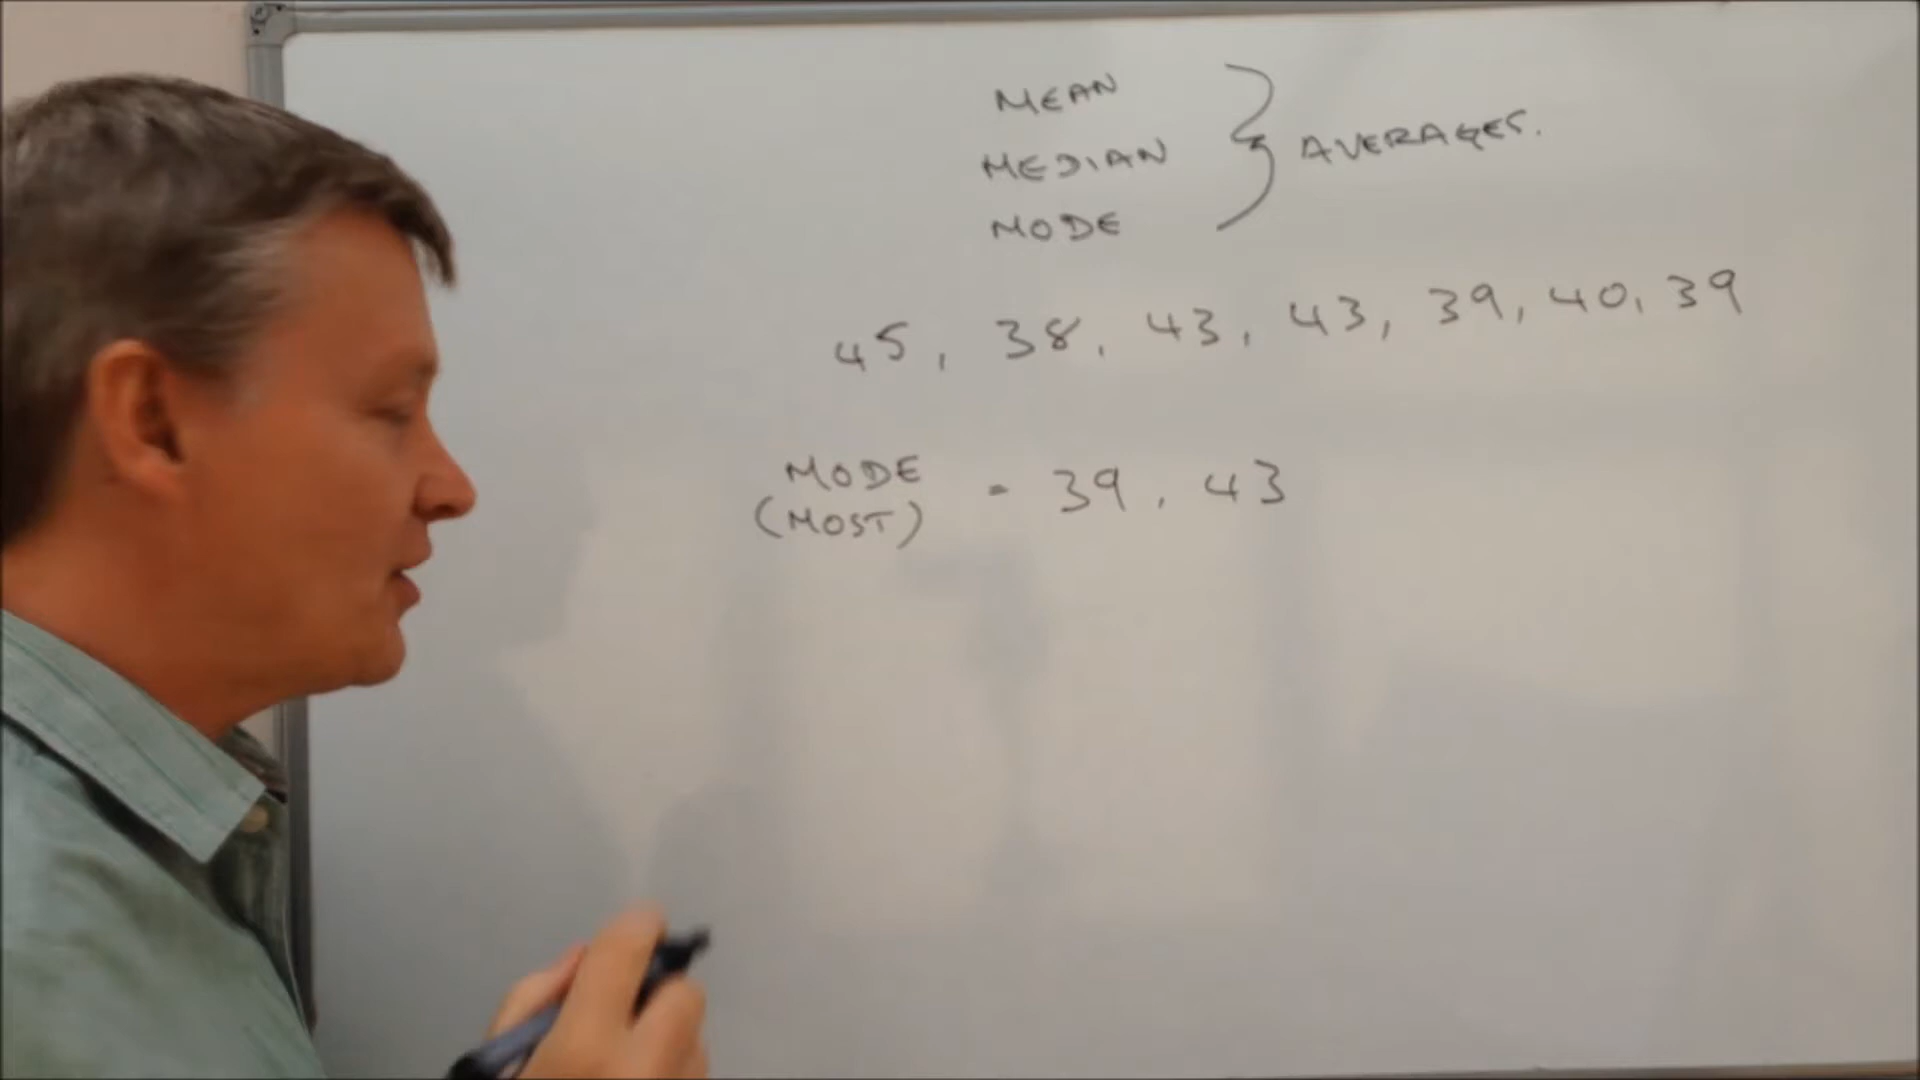 MEAN
MEDIAN
MODE
AVERAGES.
45, 38, 43, 43, 39, 40, 39
MODE = 39, 43
(MOST)